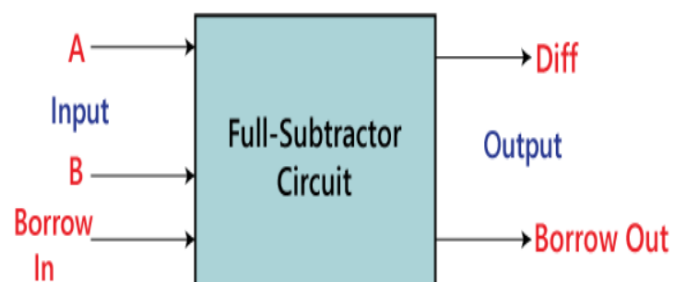 A
Input
B
Borrow
In
Full-Subtractor
Circuit
Diff
Output
Borrow Out